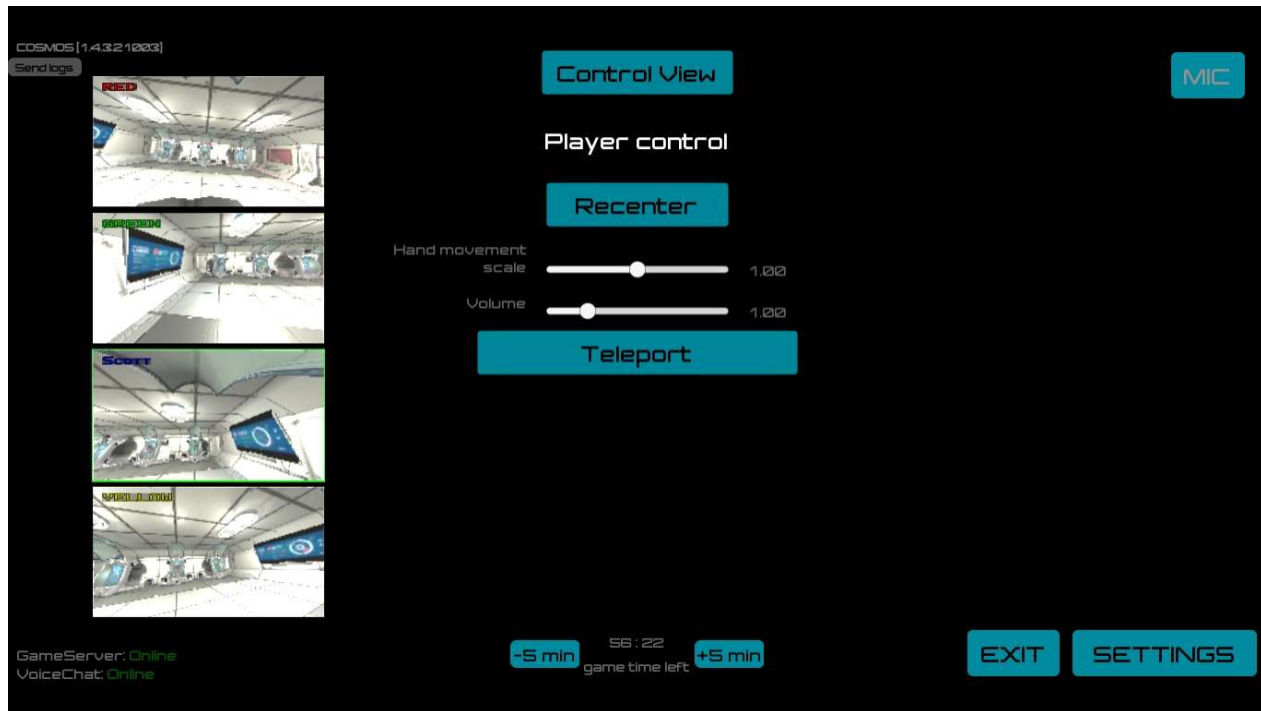 COSMOS [1.4.3.21003]
Send logs
Control View
MIC
RED
Player control
Recenter
GREEN
Hand movement
scale
1.00
Volume
1.00
Teleport
Scott
YELLOW
GameServer: Online
VoiceChat: Online
-5 min
56 : 22
game time left
+5 min
EXIT
SETTINGS